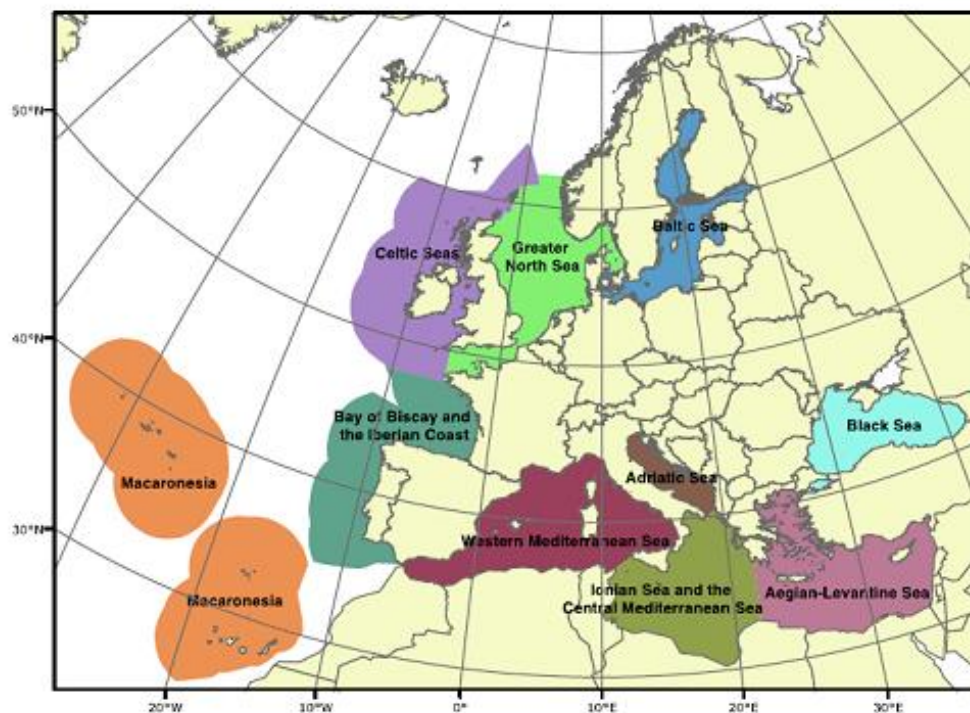 50°N
Baltic Sea
Celtic Seas
Greater
North Sea
40°N
Bay of Biscay and
the Iberian Coast
Black Sea
Adriatic Sea
Macaronesia
30°N
Western Mediterranean Sea
Ionian Sea and the
Central Mediterranean Sea
Aegian-Levantine Sea
Macaronesia
20°W
10°W
0°
10°E
20°E
30°E